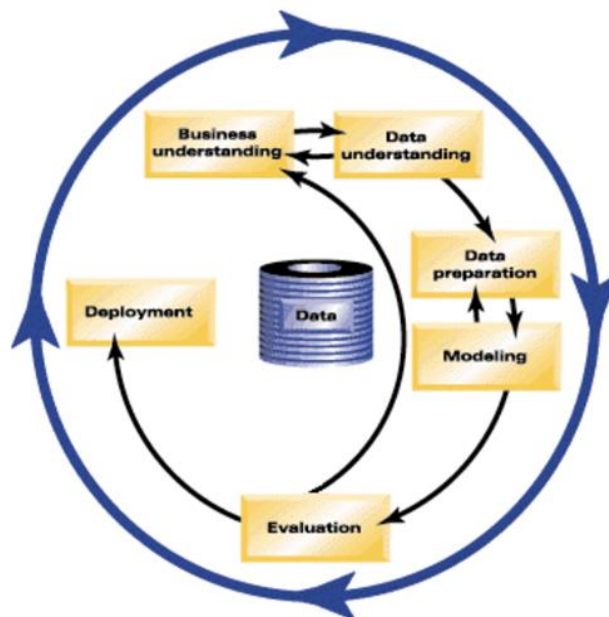 Business
understanding
Data
understanding
Data
preparation
Deployment
Data
Modeling
Evaluation